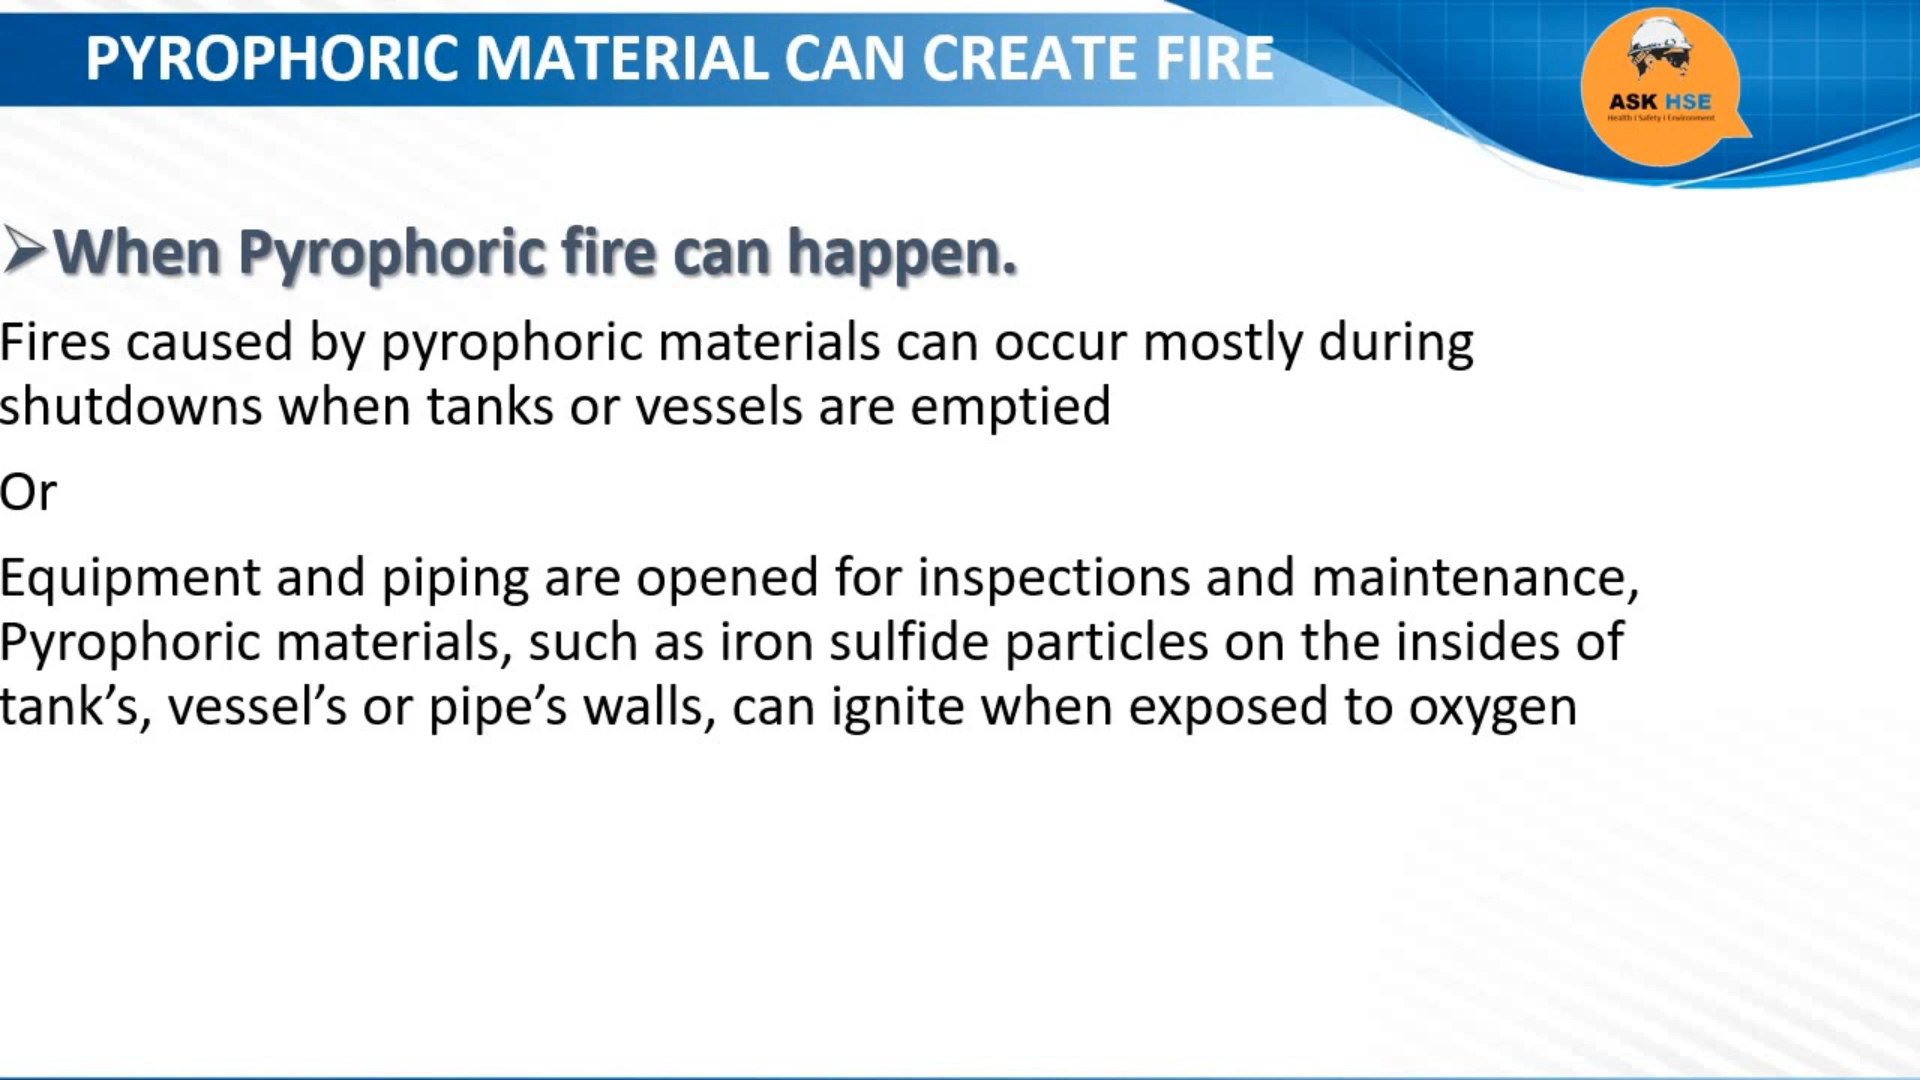 PYROPHORIC MATERIAL CAN CREATE FIRE
ASK HSE
Health I Safety I Environment
➢When Pyrophoric fire can happen.
Fires caused by pyrophoric materials can occur mostly during
shutdowns when tanks or vessels are emptied
Or
Equipment and piping are opened for inspections and maintenance,
Pyrophoric materials, such as iron sulfide particles on the insides of
tank’s, vessel’s or pipe’s walls, can ignite when exposed to oxygen